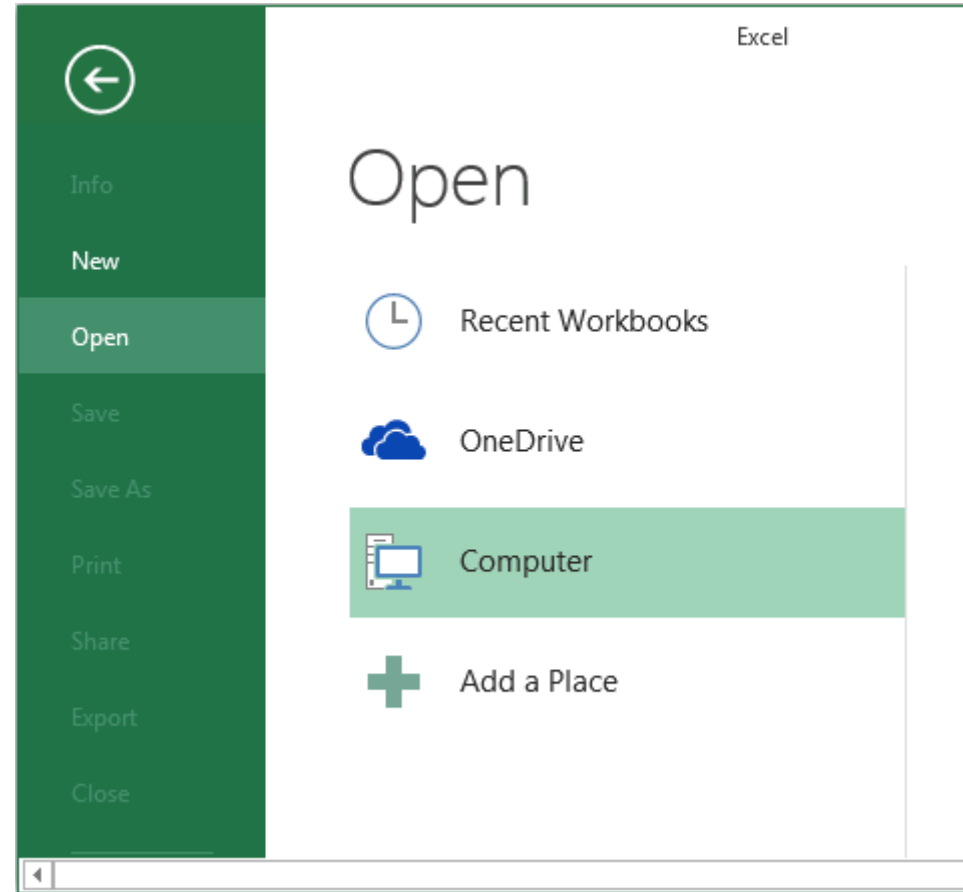 Excel
Info
New
Open
Save
Save As
Print
Share
Export
Close
Open
Recent Workbooks
OneDrive
Computer
Add a Place